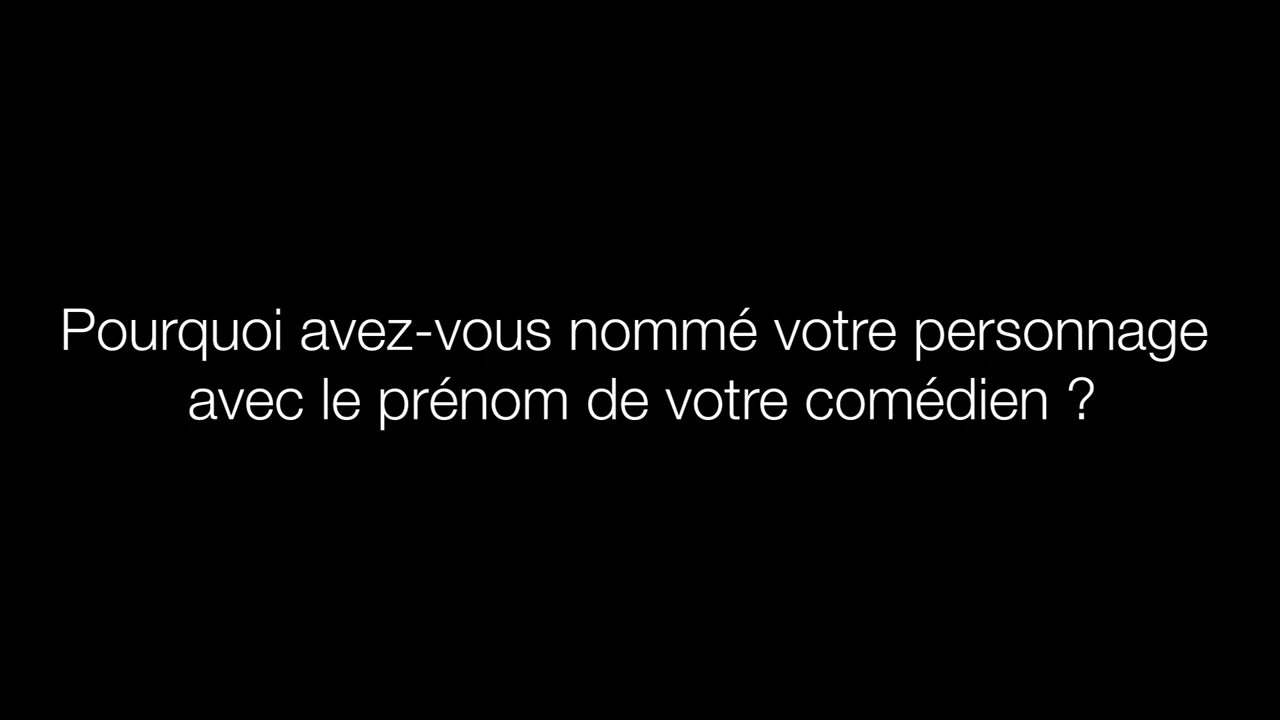 Pourquoi avez-vous nommé votre personnage
avec le prénom de votre comédien ?